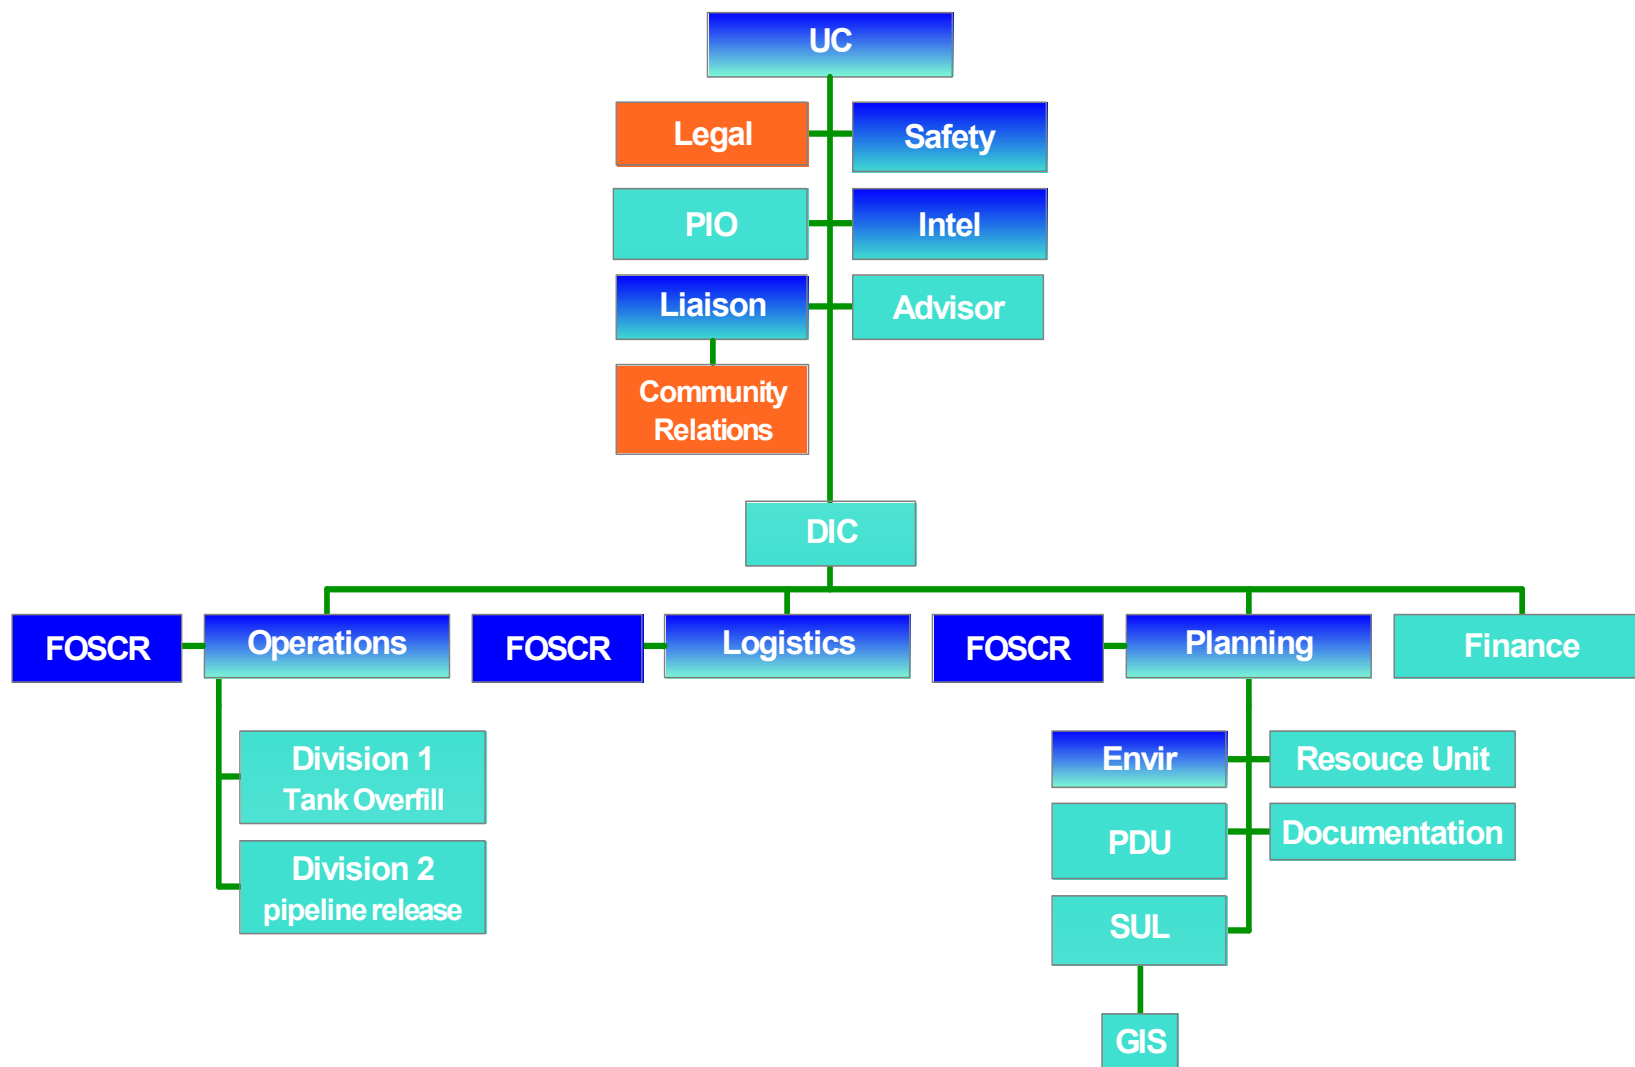 UC
Legal
Safety
PIO
Intel
Liaison
Advisor
Community
Relations
DIC
FOSCR
Operations
FOSCR
Logistics
FOSCR
Planning
Finance
Division 1
Tank Overfill
Division 2
pipeline release
Envir
Resouce Unit
PDU
Documentation
SUL
GIS